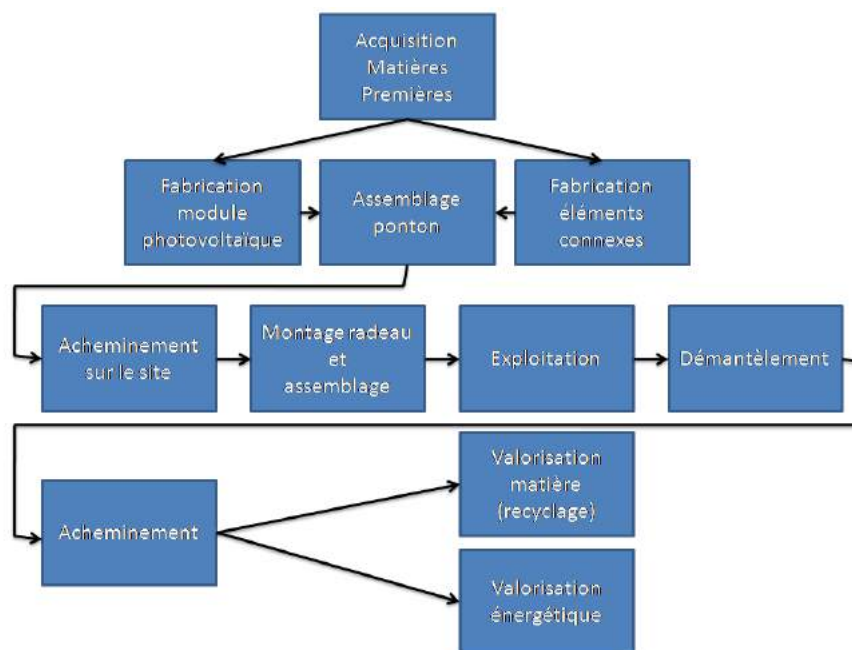 Acquisition
Matières
Premières
Fabrication
module
photovoltaïque
Assemblage
ponton
Fabrication
éléments
connexes
Acheminement
sur le site
Montage radeau
et
assemblage
Exploitation
Démantèlement
Acheminement
Valorisation
matière
(recyclage)
Valorisation
énergétique